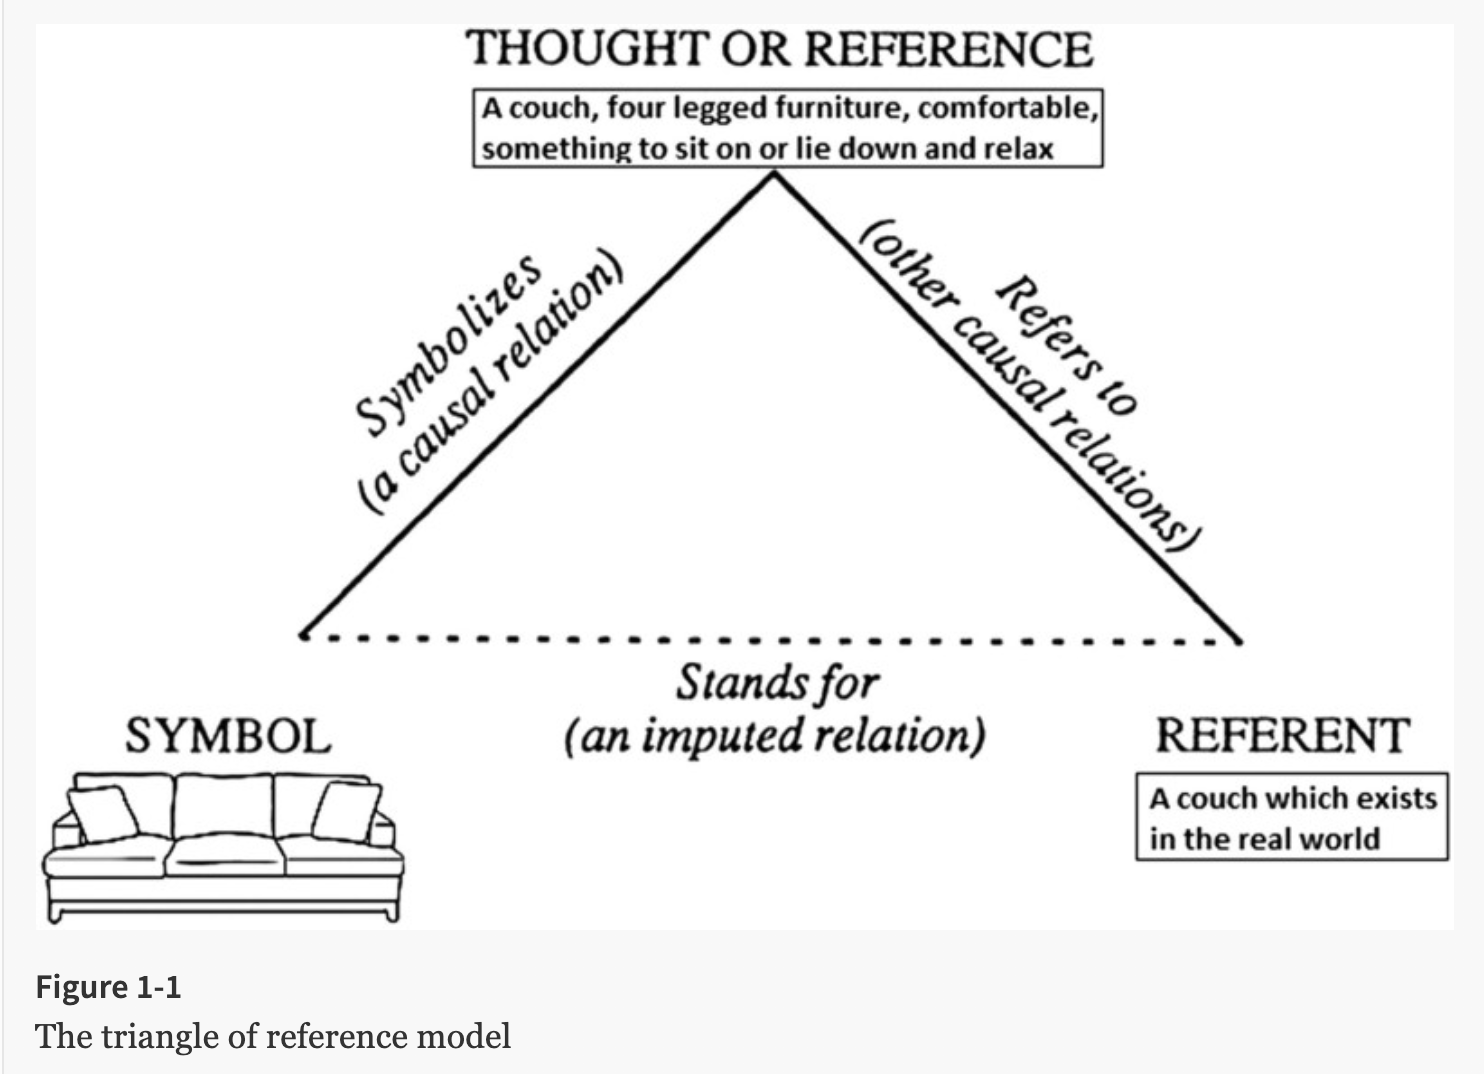 THOUGHT OR REFERENCE
A couch, four legged furniture, comfortable,
something to sit on or lie down and relax
Symbolizes
(a causal relation)
Refers to
(other causal relations)
Stands for
(an imputed relation)
SYMBOL
REFERENT
A couch which exists
in the real world
Figure 1-1
The triangle of reference model